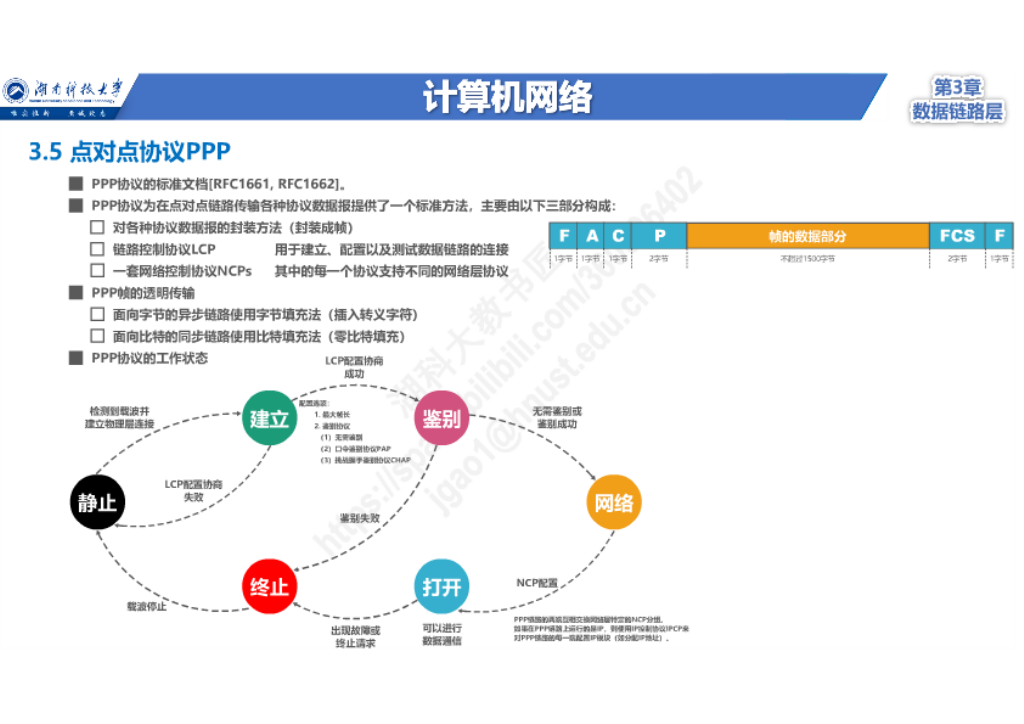 湖南科技大学
计算机网络
第3章
数据链路层
3.5 点对点协议PPP
PPP协议的标准文档[RFC1661, RFC1662]。
PPP协议为在点对点链路传输各种协议数据报提供了一个标准方法，主要由以下三部分构成：
对各种协议数据报的封装方法（封装成帧）
链路控制协议LCP 用于建立、配置以及测试数据链路的连接
一套网络控制协议NCPs 其中的每一个协议支持不同的网络层协议
F A C P 帧的数据部分 FCS F
1字节 1字节 1字节 2字节 不超过1500字节 2字节 1字节
PPP帧的透明传输
面向字节的异步链路使用字节填充法（插入转义字符）
面向比特的同步链路使用比特填充法（零比特填充）
PPP协议的工作状态
LCP配置协商
成功
检测到载波并
建立物理层连接
建立
配置选项：
1. 最大帧长
2. 鉴别协议
（1）无需鉴别
（2）口令鉴别协议PAP
（3）挑战握手鉴别协议CHAP
鉴别
无需鉴别或
鉴别成功
LCP配置协商
失败
静止
鉴别失败
网络
终止
打开
NCP配置
载波停止
出现故障或
终止请求
可以进行
数据通信
PPP链路的两端互相交换网络层特定的NCP分组。
如果在PPP链路上运行的是IP，则使用IP控制协议IPCP来
对PPP链路的每一端配置IP模块（如分配IP地址）。
jgao1@hnust.edu.cn